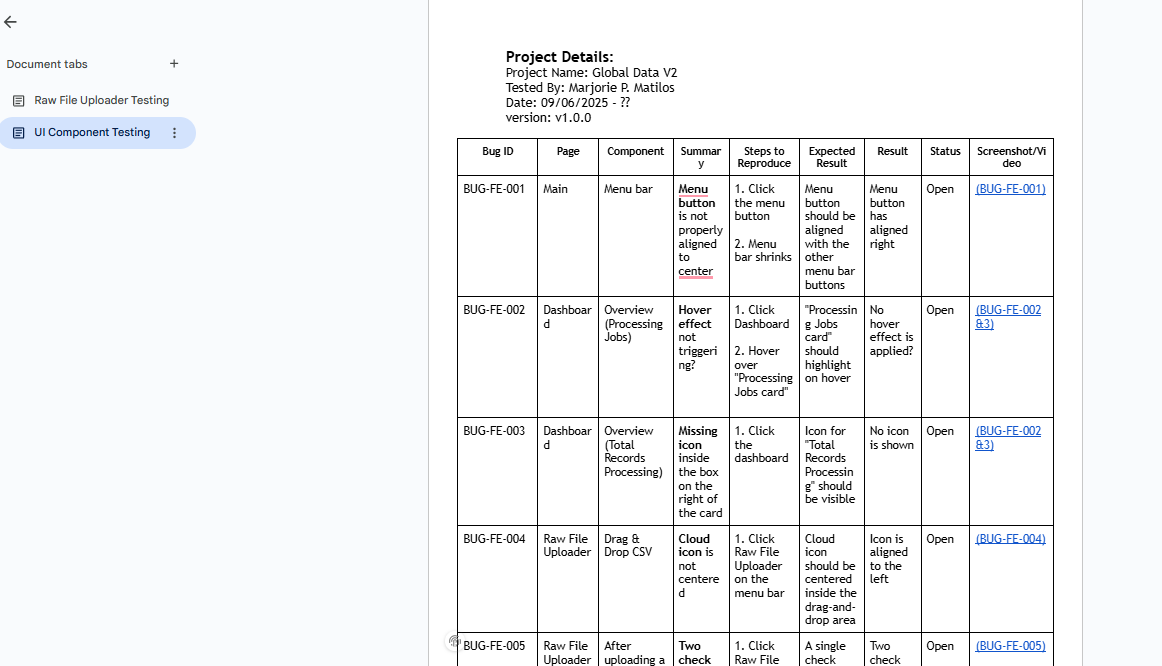 Document tabs
+
Raw File Uploader Testing
UI Component Testing
Project Details:
Project Name: Global Data V2
Tested By: Marjorie P. Matilos
Date: 09/06/2025 - ??
version: v1.0.0
Bug ID
Page
Component
Summar
y
Steps to
Reproduce
Expected
Result
Result
Status
Screenshot/Vi
deo
BUG-FE-001
Main
Menu bar
Menu
button
is not
properly
aligned
to
center
1. Click
the menu
button
2. Menu
bar shrinks
Menu
button
should be
aligned
with the
other
menu bar
buttons
Menu
button
has
aligned
right
Open
(BUG-FE-001)
BUG-FE-002
Dashboar
d
Overview
(Processing
Jobs)
Hover
effect
not
triggeri
ng?
1. Click
Dashboard
2. Hover
over
"Processing
Jobs card"
"Processin
g Jobs
card"
should
highlight
on hover
No
hover
effect is
applied?
Open
(BUG-FE-002
&3)
BUG-FE-003
Dashboar
d
Overview
(Total
Records
Processing)
Missing
icon
inside
the box
on the
right of
the card
1. Click
the
dashboard
Icon for
"Total
Records
Processin
g" should
be visible
No icon
is shown
Open
(BUG-FE-002
&3)
BUG-FE-004
Raw File
Uploader
Drag &
Drop CSV
Cloud
icon is
not
centere
d
1. Click
Raw File
Uploader
on the
menu bar
Cloud
icon
should be
centered
inside the
drag-and-
drop area
Icon is
aligned
to the
left
Open
(BUG-FE-004)
BUG-FE-005
Raw File
Uploader
After
uploading a
Two
check
1. Click
Raw File
A single
check
Two
check
Open
(BUG-FE-005)